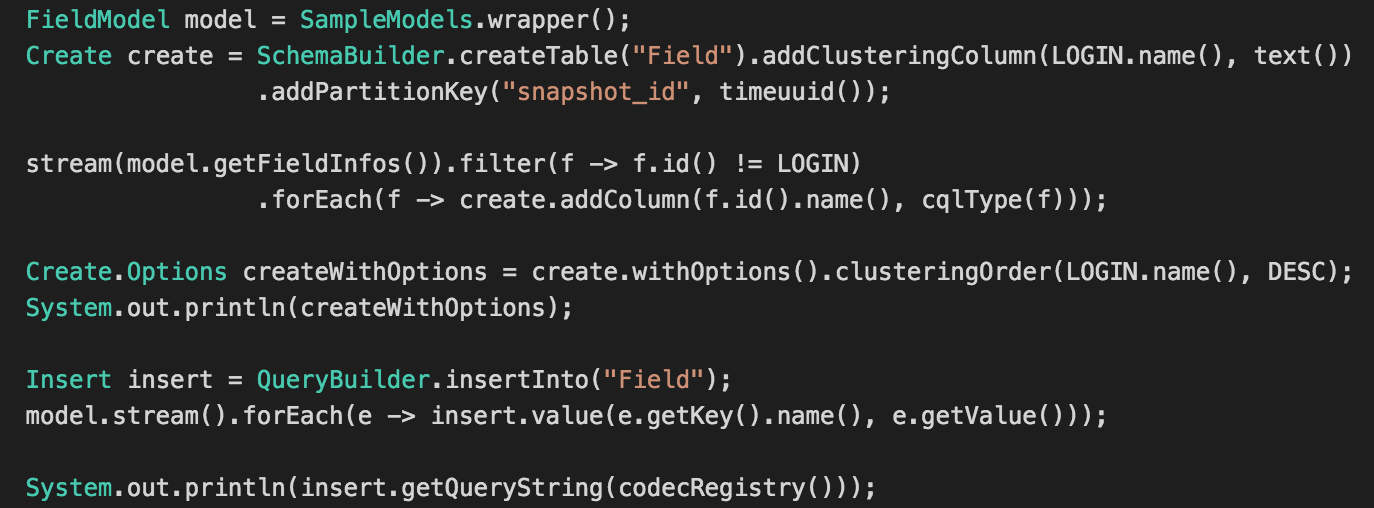 FieldModel model = SampleModels.wrapper();
Create create = SchemaBuilder.createTable("Field").addClusteringColumn(LOGIN.name(), text())
.addPartitionKey("snapshot_id", timeuuid());
stream(model.getFieldInfos()).filter(f -> f.id() != LOGIN)
.forEach(f -> create.addColumn(f.id().name(), cqlType(f)));
Create.Options createWithOptions = create.withOptions().clusteringOrder(LOGIN.name(), DESC);
System.out.println(createWithOptions);
Insert insert = QueryBuilder.insertInto("Field");
model.stream().forEach(e -> insert.value(e.getKey().name(), e.getValue()));
System.out.println(insert.getQueryString(codecRegistry()));